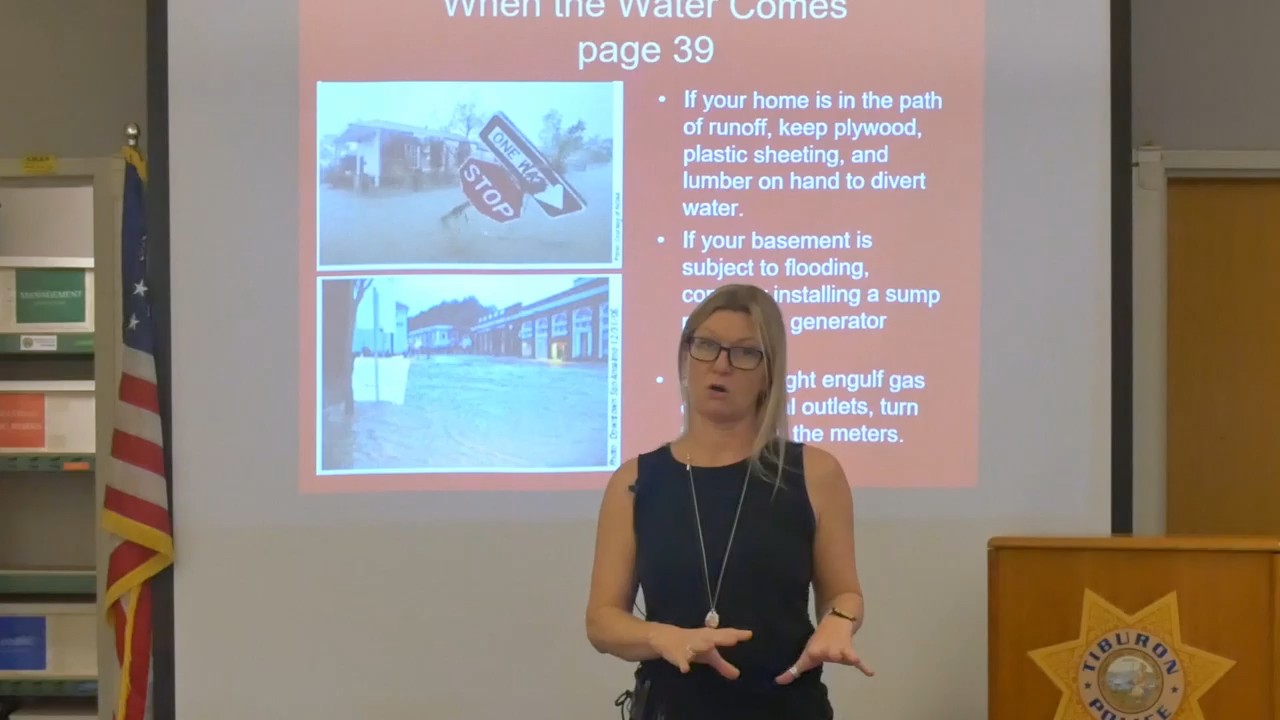 When the Water Comes
page 39
• If your home is in the path
of runoff, keep plywood,
plastic sheeting, and
lumber on hand to divert
water.
• If your basement is
subject to flooding,
installing a sump
generator
• ght engulf gas
l outlets, turn
the meters.
ONE WAY
STOP
MANAGEMENT
TIBURON
POLICE